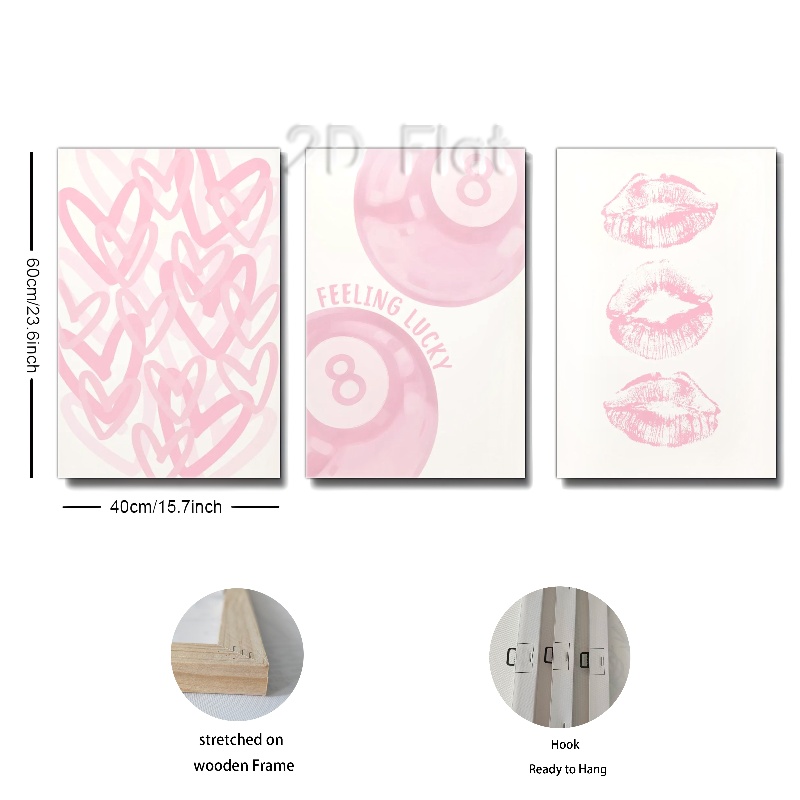 2D Flat
60cm/23.6inch
8
FEELING LUCKY
8
40cm/15.7inch
stretched on
wooden Frame
Hook
Ready to Hang